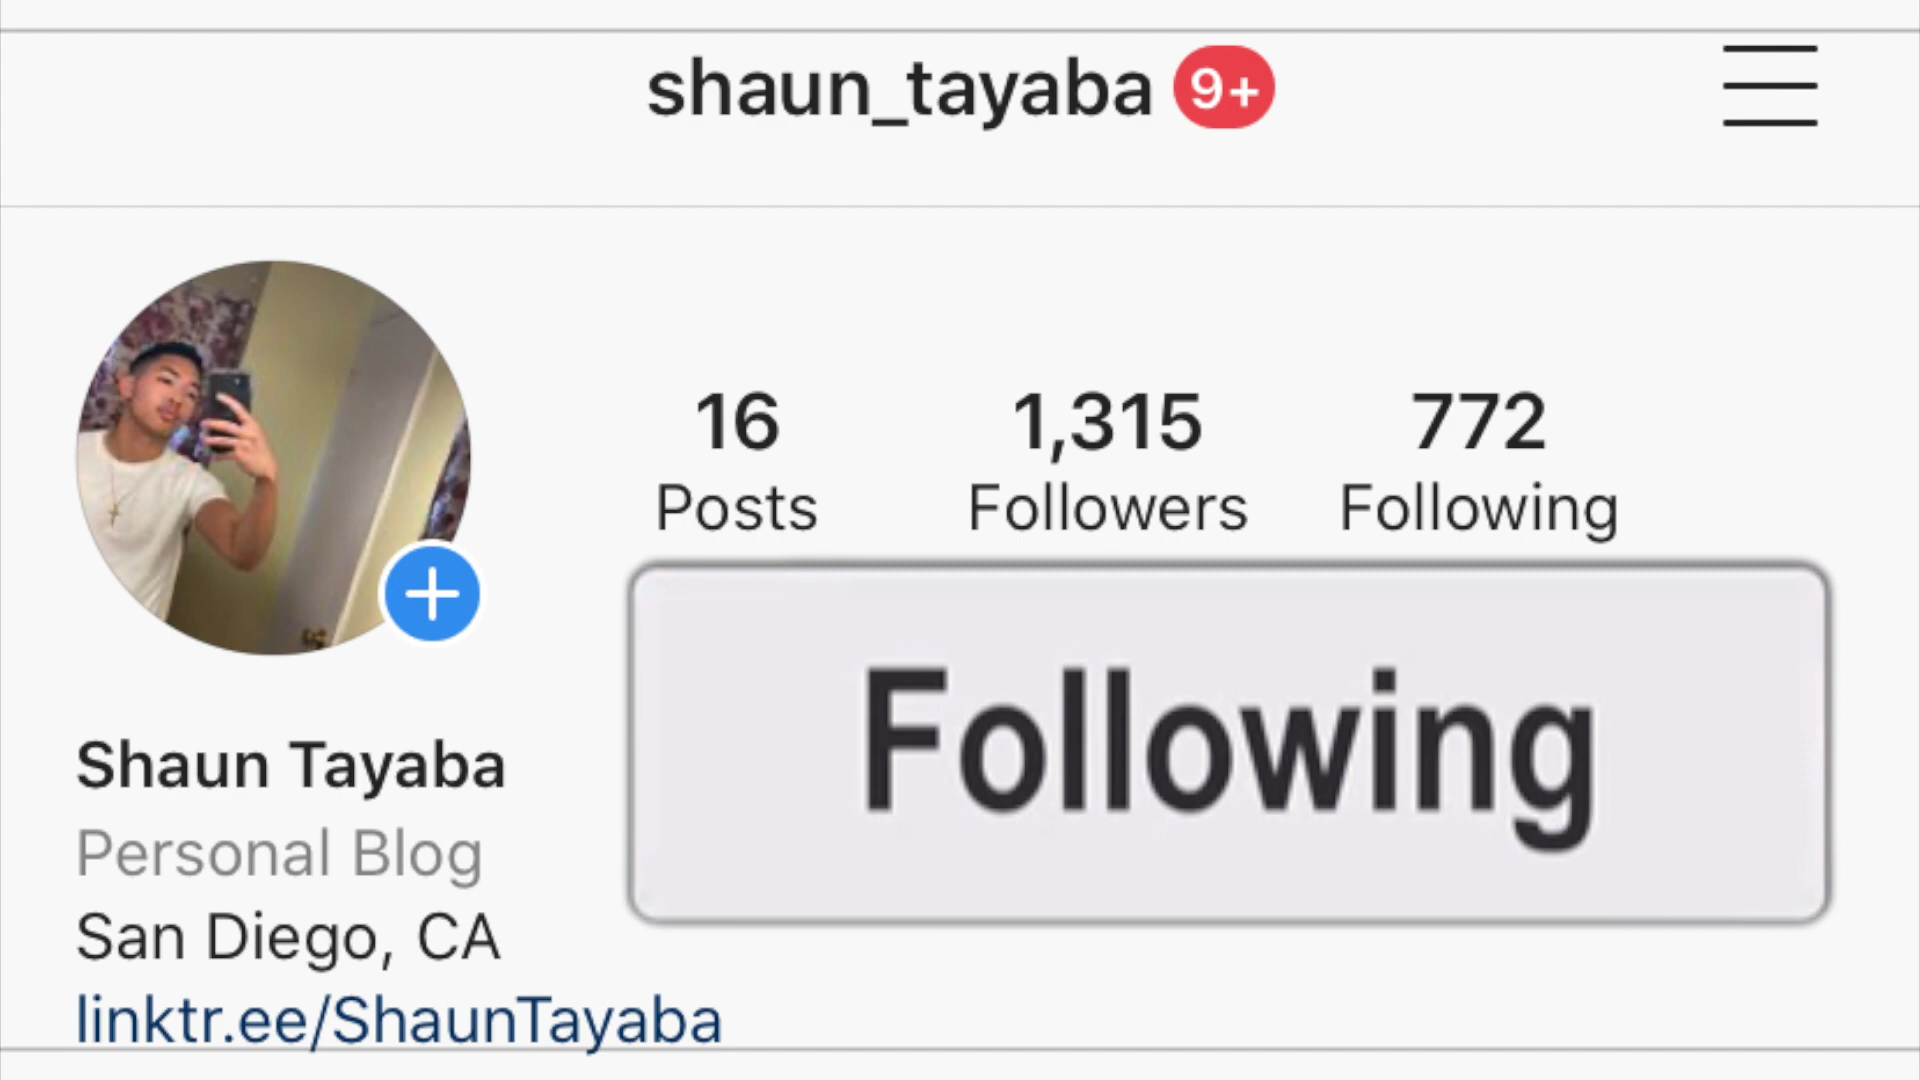 shaun_tayaba 9+
16 1,315 772
Posts Followers Following
Following
Shaun Tayaba
Personal Blog
San Diego, CA
linktr.ee/ShaunTayaba